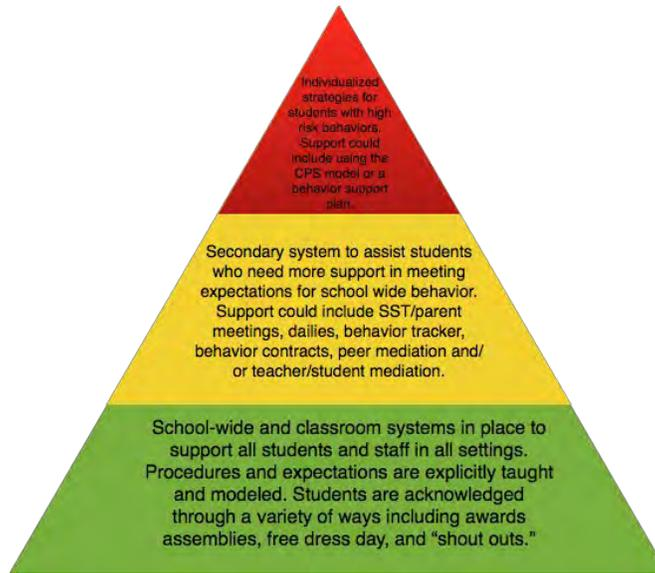 Individualized
strategies for
students with high
risk behaviors.
Support could
include using the
CPS model or a
behavior support
plan.
Secondary system to assist students
who need more support in meeting
expectations for school wide behavior.
Support could include SST/parent
meetings, dailies, behavior tracker,
behavior contracts, peer mediation and/
or teacher/student mediation.
School-wide and classroom systems in place to
support all students and staff in all settings.
Procedures and expectations are explicitly taught
and modeled. Students are acknowledged
through a variety of ways including awards
assemblies, free dress day, and “shout outs.”